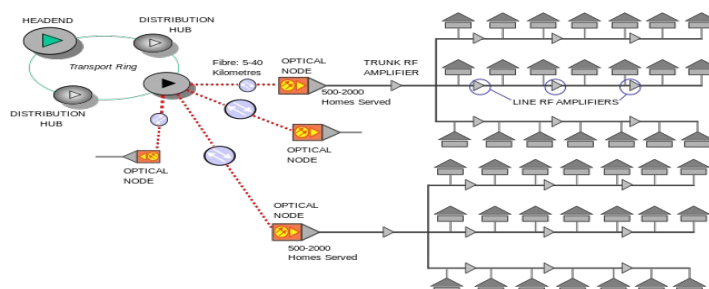 HEADEND
DISTRIBUTION
HUB
Transport Ring
Fibre: 5-40
Kilometres
OPTICAL
NODE
TRUNK RF
AMPLIFIER
500-2000
Homes Served
LINE RF AMPLIFIERS
DISTRIBUTION
HUB
OPTICAL
NODE
OPTICAL
NODE
OPTICAL
NODE
500-2000
Homes Served